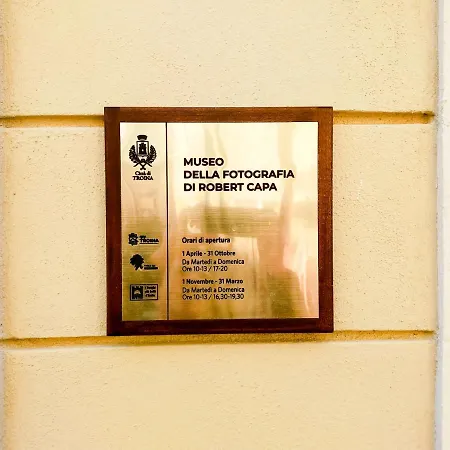 MUSEO
DELLA FOTOGRAFIA
DI ROBERT CAPA
Città di
TROINA
Orari di apertura
1 Aprile - 31 Ottobre
Da Martedì a Domenica
Ore 10-13 / 17-20
1 Novembre - 31 Marzo
Da Martedì a Domenica
Ore 10-13 / 16,30-19,30
TROINA